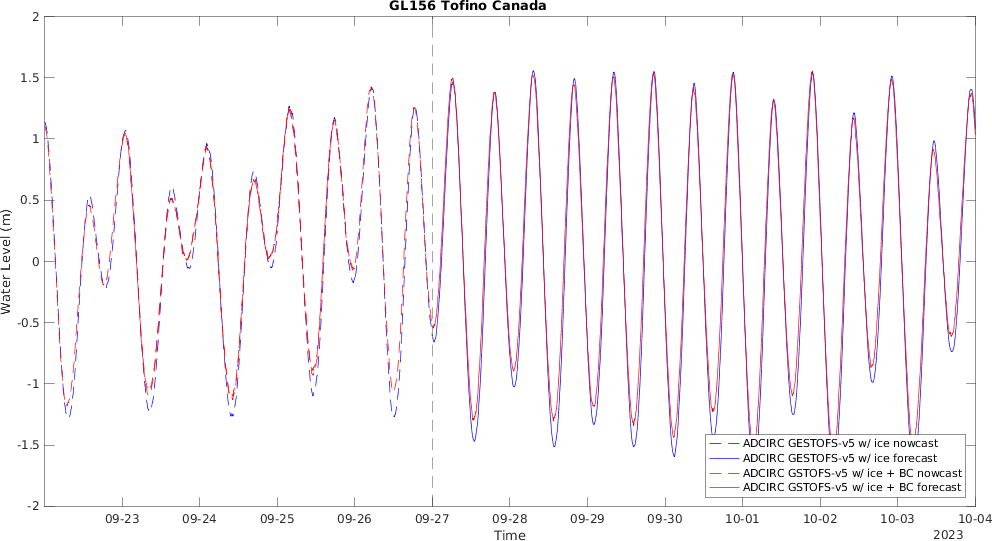 GL156 Tofino Canada
2
1.5
1
0.5
0
-0.5
-1
-1.5
-2
Water Level (m)
09-23 09-24 09-25 09-26 09-27 09-28 09-29 09-30 10-01 10-02 10-03 10-04
Time
2023
ADCIRC GESTOFS-v5 w/ ice nowcast
ADCIRC GESTOFS-v5 w/ ice forecast
ADCIRC GSTOFS-v5 w/ ice + BC nowcast
ADCIRC GSTOFS-v5 w/ ice + BC forecast